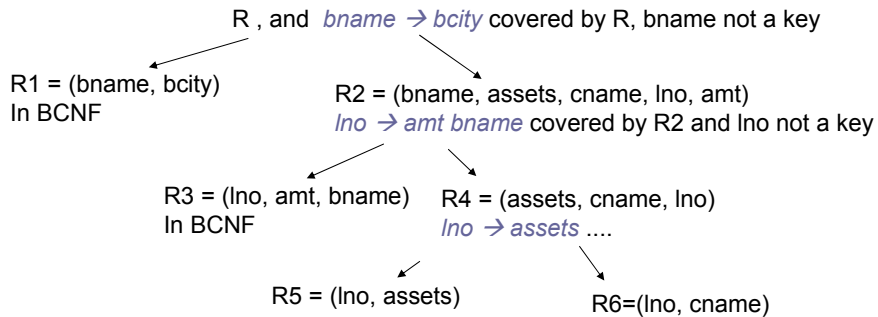 R , and bname → bcity covered by R, bname not a key
R1 = (bname, bcity)
In BCNF
R2 = (bname, assets, cname, lno, amt)
lno → amt bname covered by R2 and lno not a key
R3 = (lno, amt, bname)
In BCNF
R4 = (assets, cname, lno)
lno → assets ....
R5 = (lno, assets)
R6=(lno, cname)